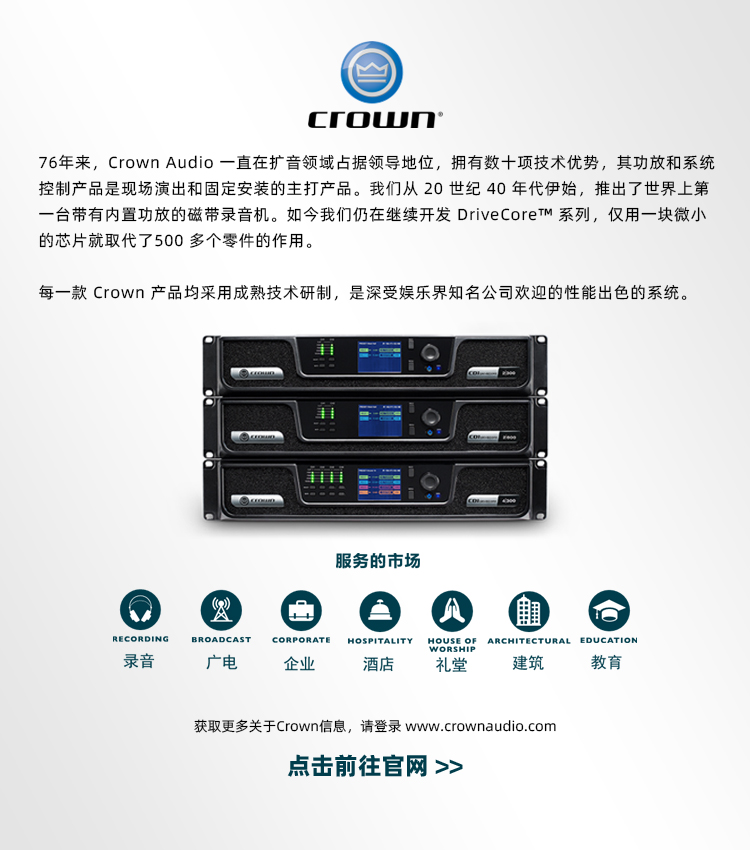 crown®
76年来，Crown Audio 一直在扩音领域占据领导地位，拥有数十项技术优势，其功放和系统
控制产品是现场演出和固定安装的主打产品。我们从 20 世纪 40 年代伊始，推出了世界上第
一台带有内置功放的磁带录音机。如今我们仍在继续开发 DriveCore™ 系列，仅用一块微小
的芯片就取代了500 多个零件的作用。
每一款 Crown 产品均采用成熟技术研制，是深受娱乐界知名公司欢迎的性能出色的系统。
crown
CDi
crown
CDi
crown
CDi
服务的市场
RECORDING BROADCAST CORPORATE HOSPITALITY HOUSE OF WORSHIP ARCHITECTURAL EDUCATION
录音 广电 企业 酒店 礼堂 建筑 教育
获取更多关于Crown信息，请登录 www.crownaudio.com
点击前往官网 >>